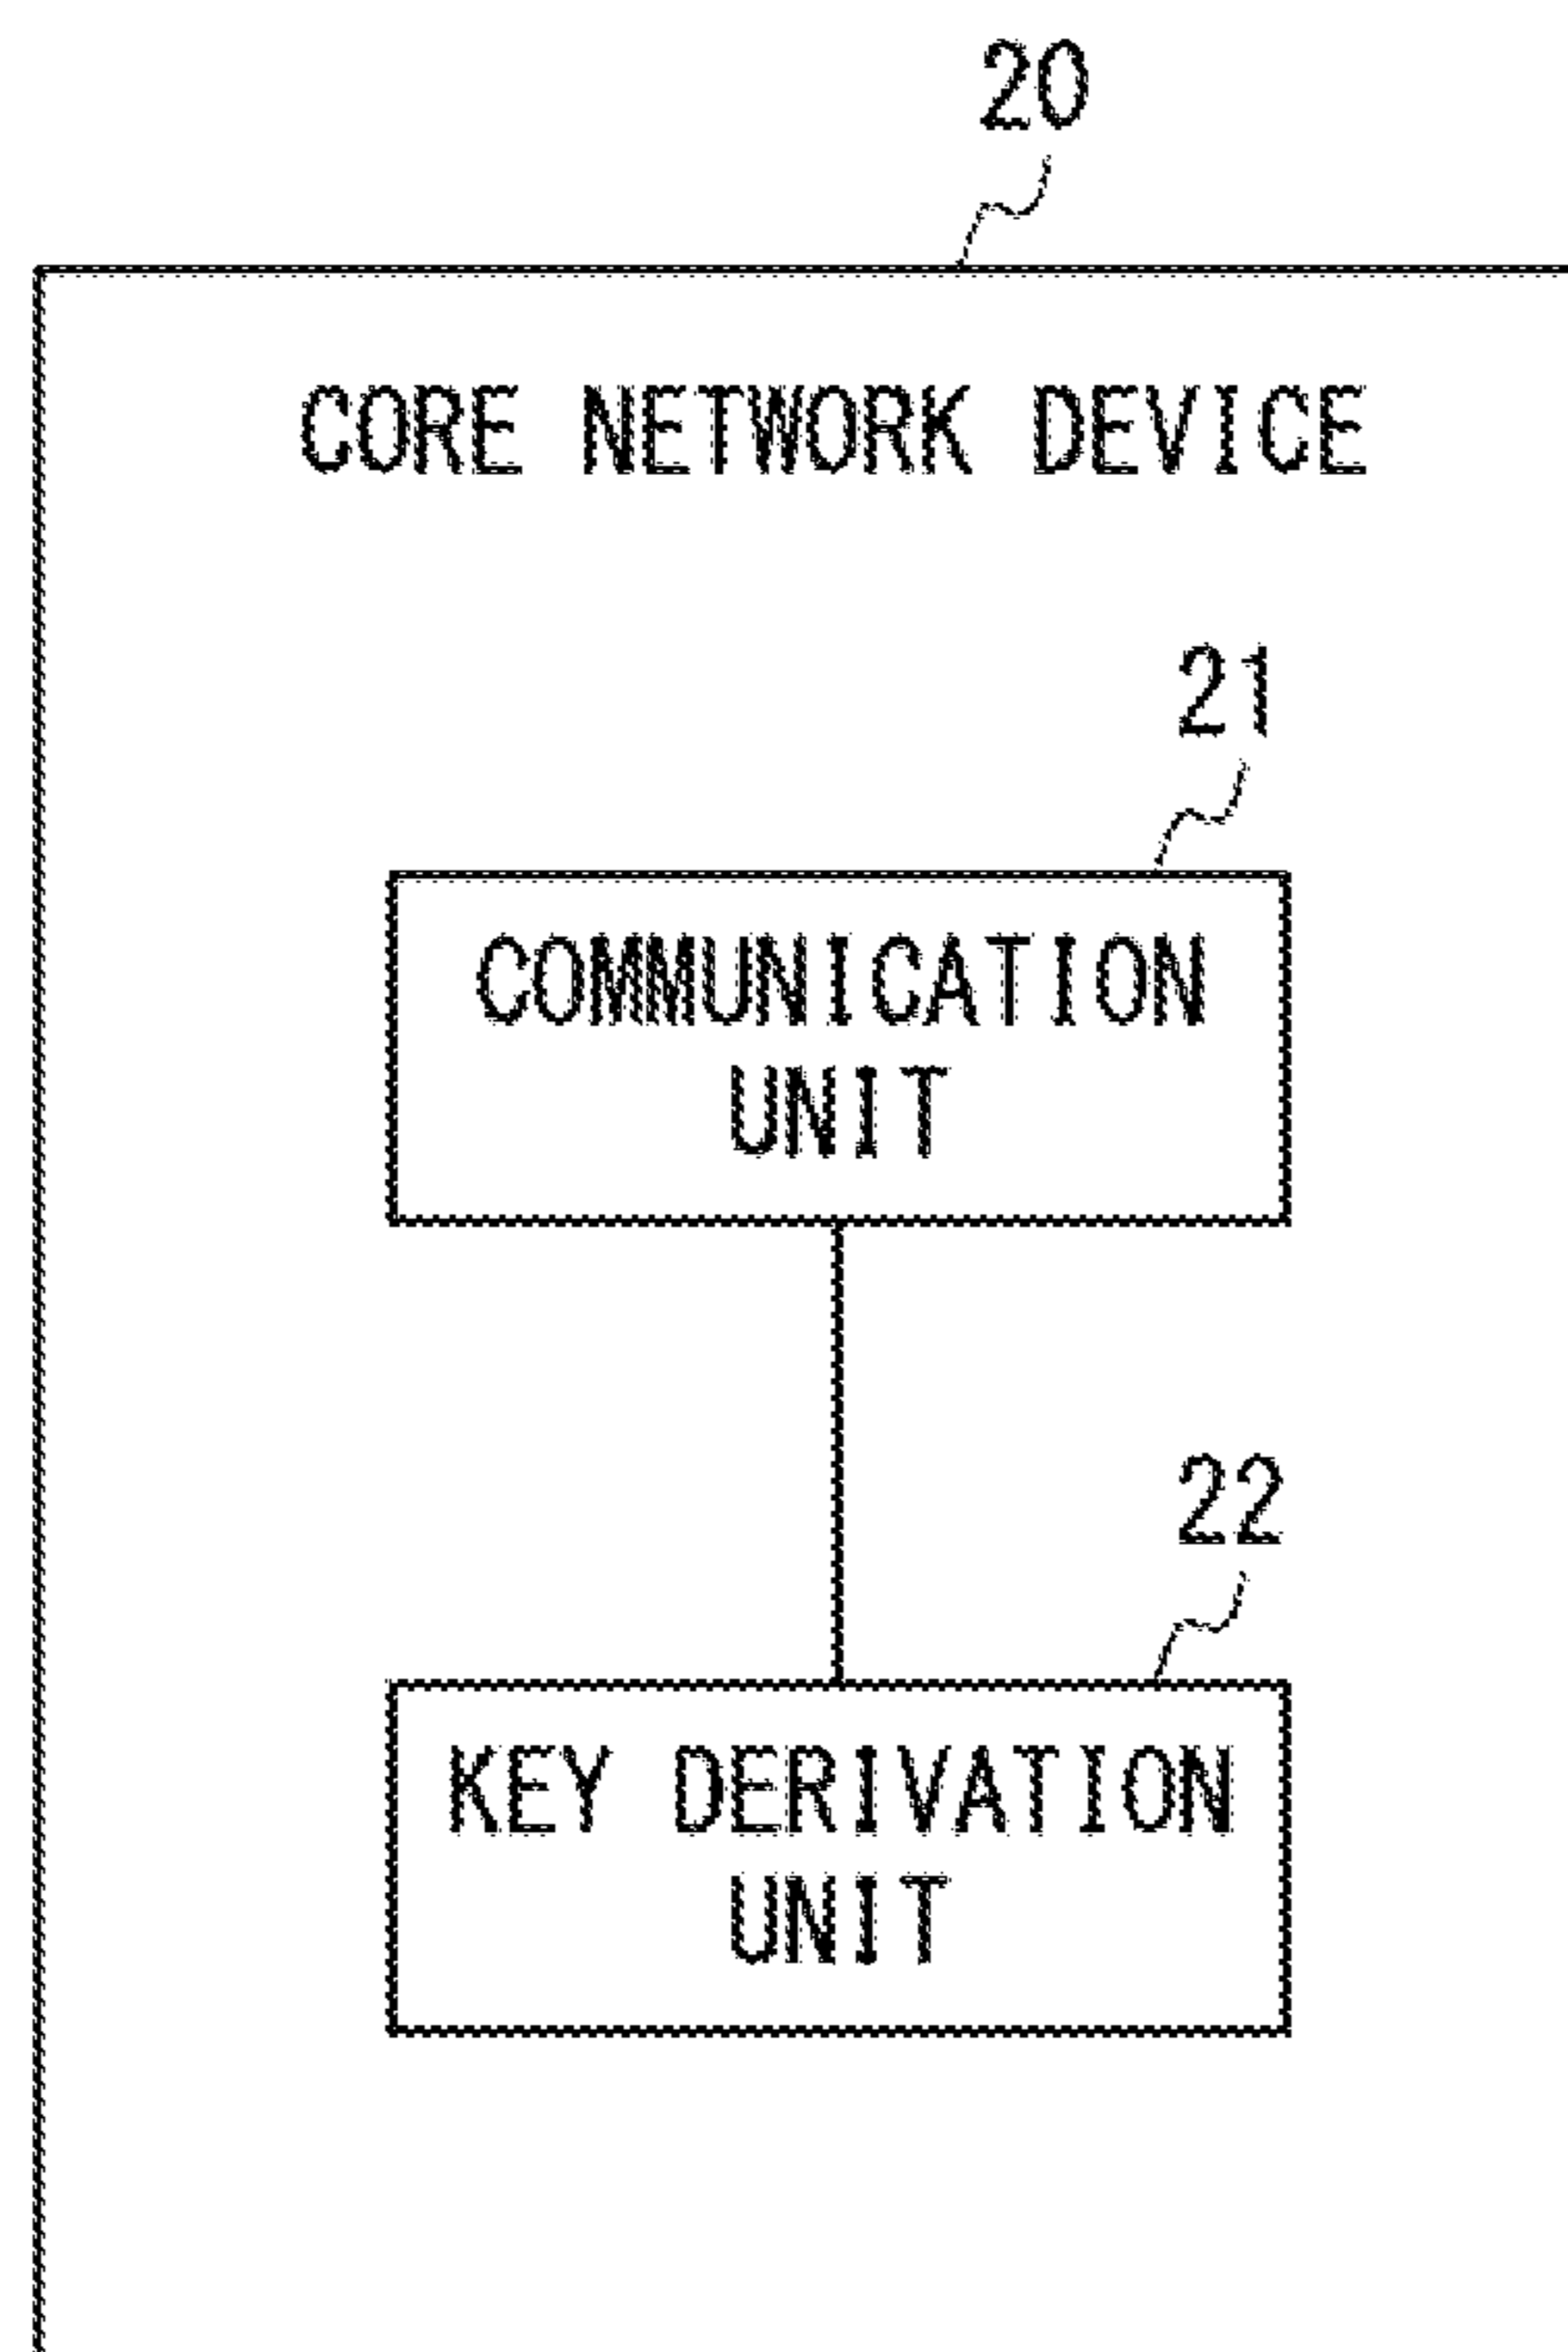 20
CORE NETWORK DEVICE
21
COMMUNICATION
UNIT
22
KEY DERIVATION
UNIT